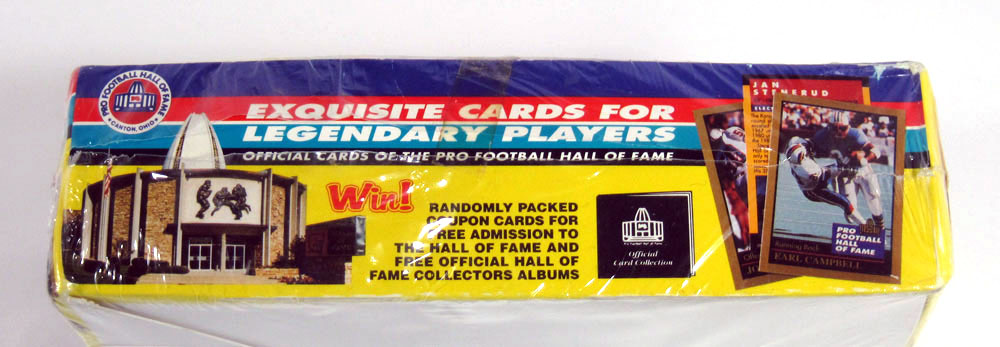 PRO FOOTBALL HALL OF FAME
CANTON, OHIO
EXQUISITE CARDS FOR
LEGENDARY PLAYERS
OFFICIAL CARDS OF THE PRO FOOTBALL HALL OF FAME
Win!
RANDOMLY PACKED
COUPON CARDS FOR
FREE ADMISSION TO
THE HALL OF FAME AND
FREE OFFICIAL HALL OF
FAME COLLECTORS ALBUMS
Official
Card Collection
JAN
STENERUD
PRO
FOOTBALL
HALL
OF FAME
Running Back
EARL CAMPBELL